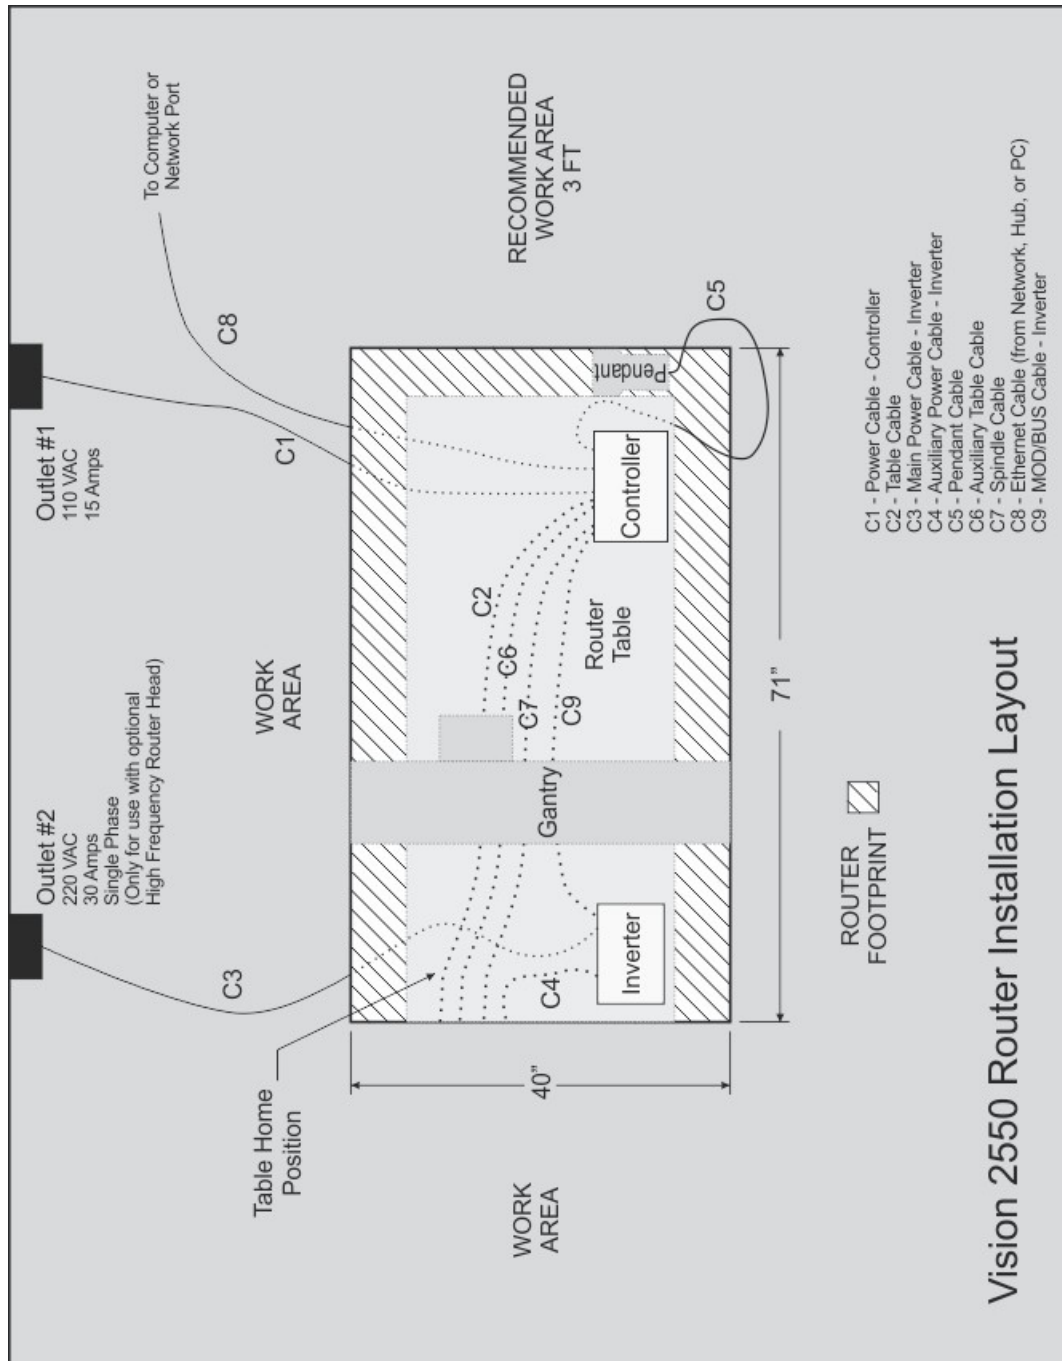 Outlet #2
220 VAC
30 Amps
Single Phase
(Only for use with optional
High Frequency Router Head)
Outlet #1
110 VAC
15 Amps
To Computer or
Network Port
C3
C1
C8
WORK
AREA
Table Home
Position
RECOMMENDED
WORK AREA
3 FT
WORK
AREA
40”
C2
C6
C7
C9
C4
Gantry
Router
Table
Inverter
Controller
Pendant
C5
71”
ROUTER
FOOTPRINT
C1 - Power Cable - Controller
C2 - Table Cable
C3 - Main Power Cable - Inverter
C4 - Auxiliary Power Cable - Inverter
C5 - Pendant Cable
C6 - Auxiliary Table Cable
C7 - Spindle Cable
C8 - Ethernet Cable (from Network, Hub, or PC)
C9 - MOD/BUS Cable - Inverter
Vision 2550 Router Installation Layout